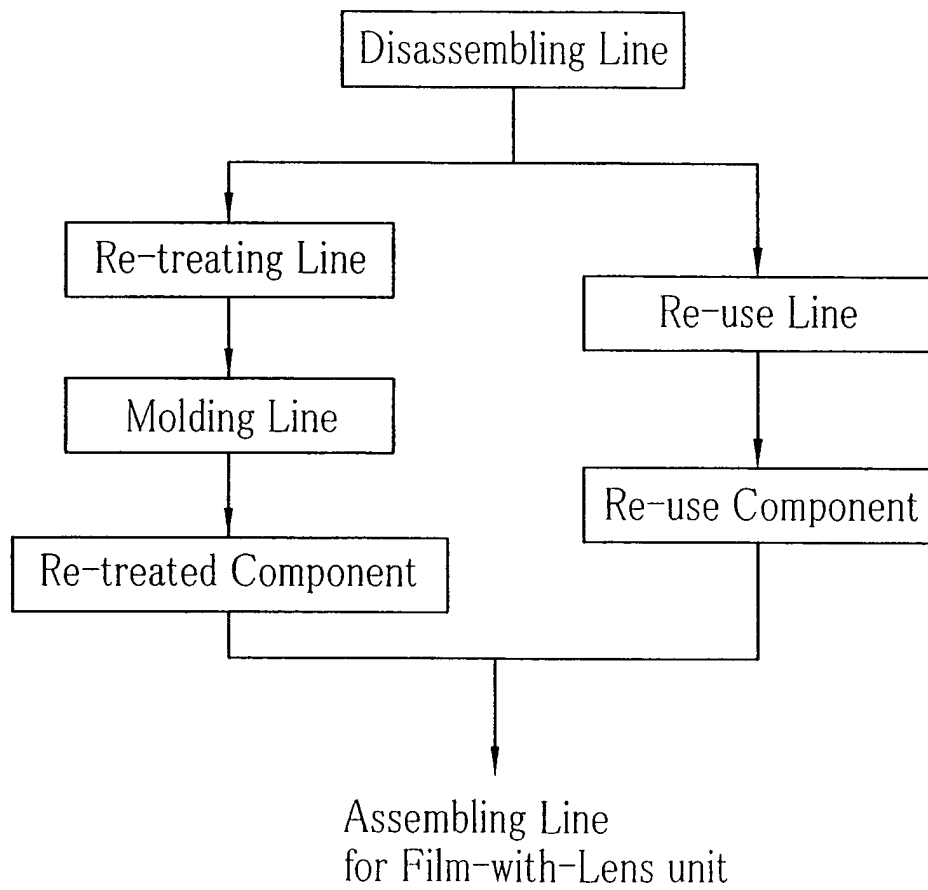 Disassembling Line
Re-treating Line
Re-use Line
Molding Line
Re-use Component
Re-treated Component
Assembling Line
for Film-with-Lens unit